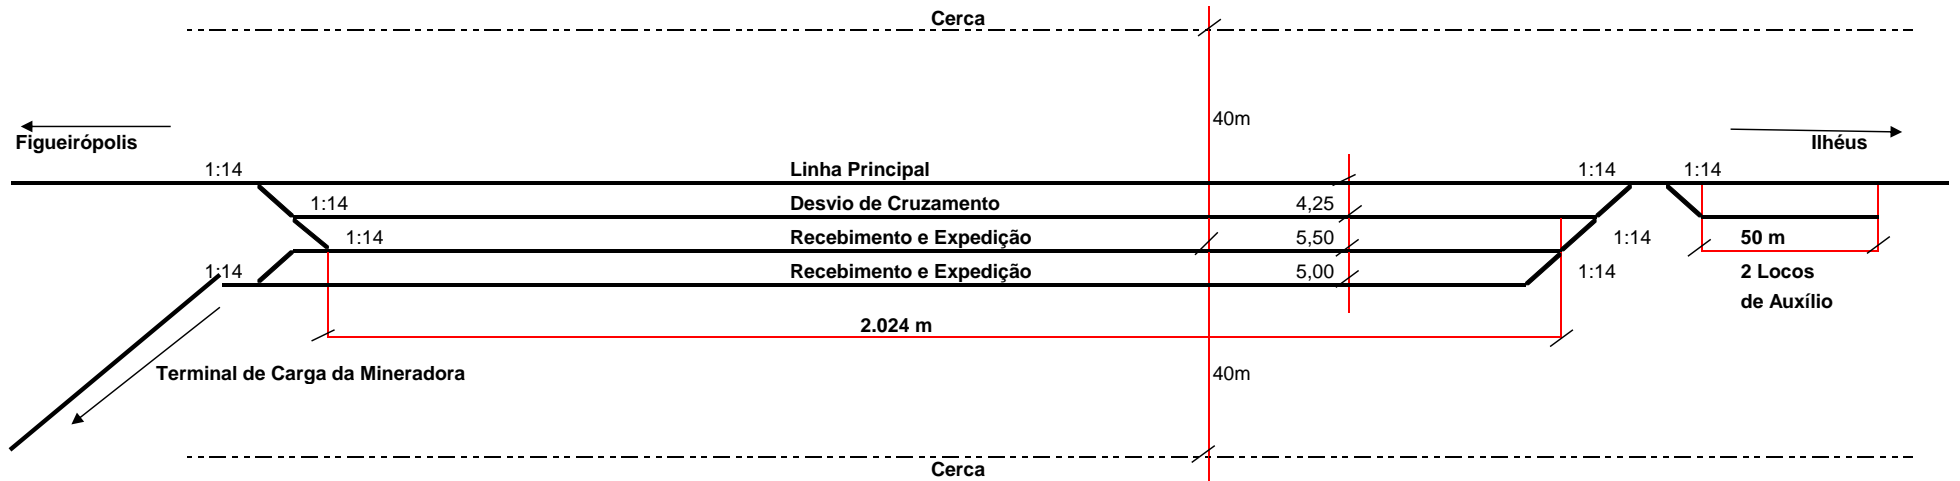 Cerca
40m
Figueirópolis
Ilhéus
1:14
Linha Principal
1:14
1:14
1:14
Desvio de Cruzamento
4,25
1:14
Recebimento e Expedição
5,50
1:14
50 m
1:14
Recebimento e Expedição
5,00
1:14
2 Locos
de Auxílio
2.024 m
Terminal de Carga da Mineradora
40m
Cerca